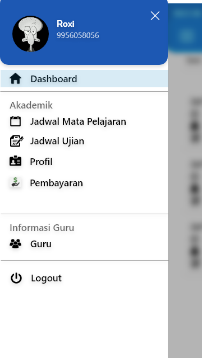 Roxi
9956058056
Dashboard
Akademik
Jadwal Mata Pelajaran
Jadwal Ujian
Profil
Pembayaran
Informasi Guru
Guru
Logout